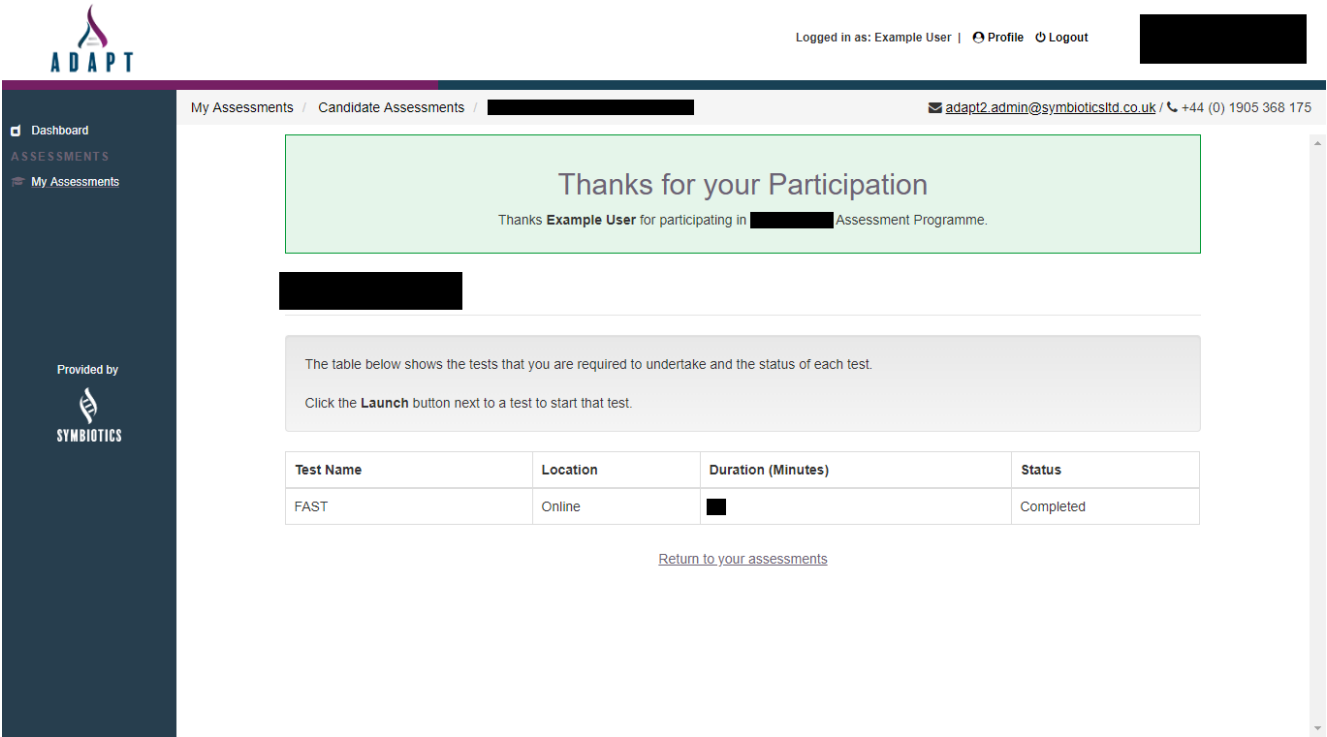 ADAPT
Logged in as: Example User | Profile Logout
My Assessments / Candidate Assessments /
adapt2.admin@symbioticsltd.co.uk / +44 (0) 1905 368 175
Dashboard
ASSESSMENTS
My Assessments
Provided by
SYMBIOTICS
Thanks for your Participation
Thanks Example User for participating in Assessment Programme.
The table below shows the tests that you are required to undertake and the status of each test.
Click the Launch button next to a test to start that test.
Test Name Location Duration (Minutes) Status
FAST Online Completed
Return to your assessments